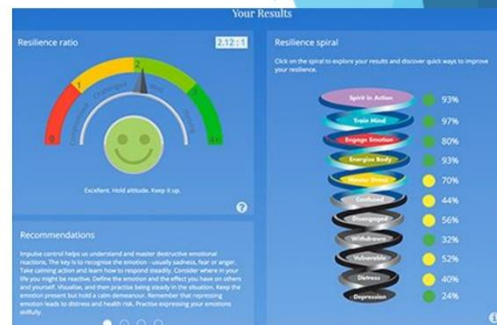 Your Results
Resilience ratio
2.12 : 1
0
1
2
3
4+
Challenged
Excellent. Hold altitude. Keep it up.
?
Recommendations
Impulse control helps us understand and master destructive emotional
reactions. The key is to recognise the emotion - usually sadness, fear or anger.
Take calming action and learn how to respond steadily. Consider where in your
life you might be reactive. Define the emotion and the effect you have on others
and yourself. Visualise, and then practise being steady in the situation. Keep the
emotion present but hold a calm demeanour. Remember that repressing
emotion leads to distress and health risk. Practise expressing your emotions
skilfully.
Resilience spiral
Click on the spiral to explore your results and discover quick ways to improve
your resilience.
Spirit in Action 93%
Train Mind 97%
Engage Emotion 80%
Energise Body 93%
Master Stress 70%
Confused 44%
Disengaged 56%
Withdrawn 32%
Vulnerable 52%
Distress 40%
Depression 24%
i